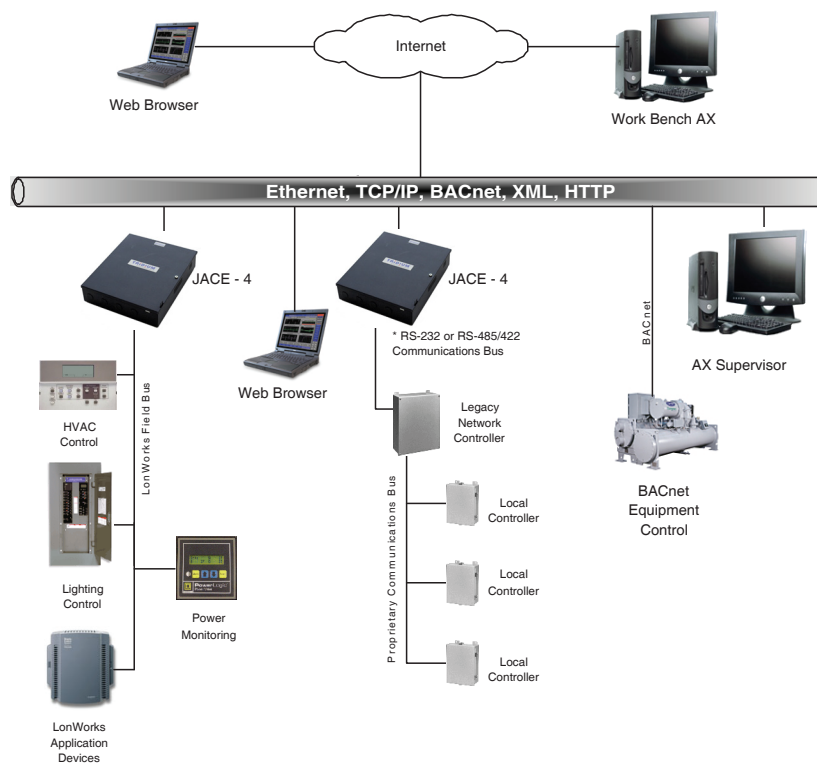 Internet
Web Browser
Work Bench AX
Ethernet, TCP/IP, BACnet, XML, HTTP
JACE - 4
JACE - 4
* RS-232 or RS-485/422
Communications Bus
Web Browser
BACnet
AX Supervisor
LonWorks Field Bus
HVAC
Control
Legacy
Network
Controller
BACnet
Equipment
Control
Proprietary Communications Bus
Local
Controller
Lighting
Control
PowerLogic
Power
Monitoring
Local
Controller
Local
Controller
LonWorks
Application
Devices